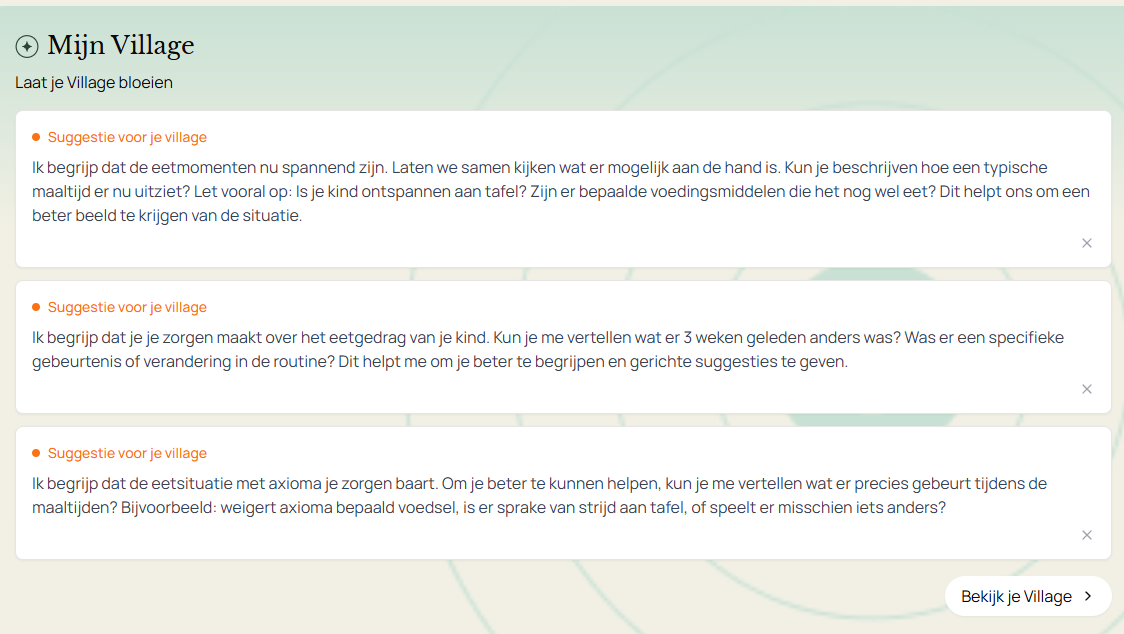 Mijn Village
Laat je Village bloeien
Suggestie voor je village
Ik begrijp dat de eetmomenten nu spannend zijn. Laten we samen kijken wat er mogelijk aan de hand is. Kun je beschrijven hoe een typische
maaltijd er nu uitziet? Let vooral op: Is je kind ontspannen aan tafel? Zijn er bepaalde voedingsmiddelen die het nog wel eet? Dit helpt ons om een
beter beeld te krijgen van de situatie.
Suggestie voor je village
Ik begrijp dat je je zorgen maakt over het eetgedrag van je kind. Kun je me vertellen wat er 3 weken geleden anders was? Was er een specifieke
gebeurtenis of verandering in de routine? Dit helpt me om je beter te begrijpen en gerichte suggesties te geven.
Suggestie voor je village
Ik begrijp dat de eetsituatie met axioma je zorgen baart. Om je beter te kunnen helpen, kun je me vertellen wat er precies gebeurt tijdens de
maaltijden? Bijvoorbeeld: weigert axioma bepaald voedsel, is er sprake van strijd aan tafel, of speelt er misschien iets anders?
Bekijk je Village